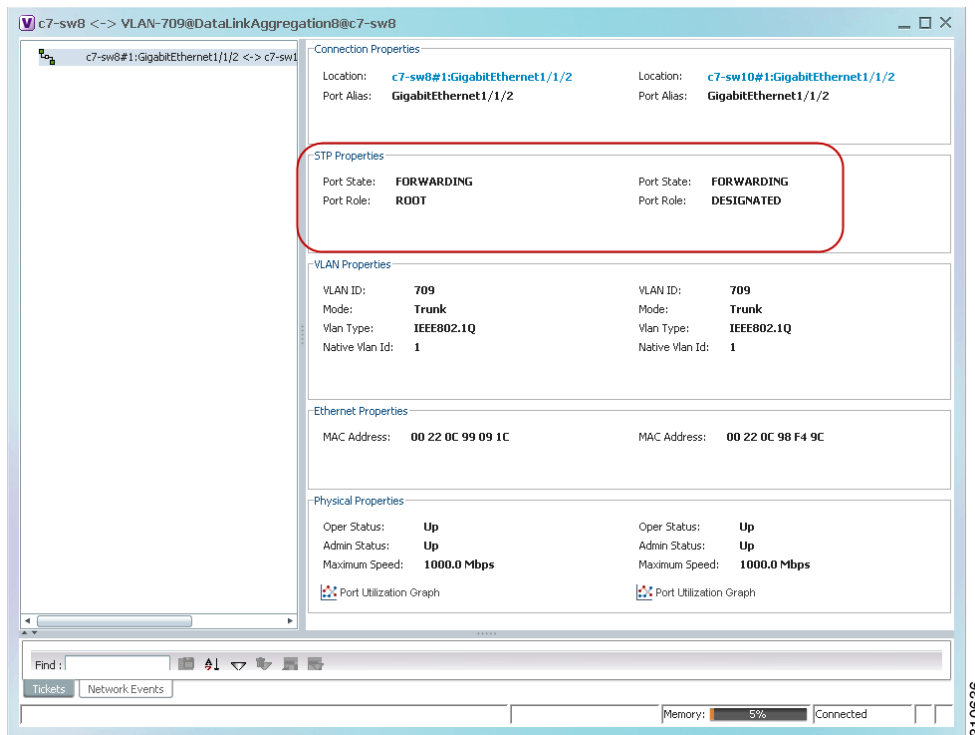 c7-sw8 <-> VLAN-709@DataLinkAggregation8@c7-sw8
c7-sw8#1:GigabitEthernet1/1/2 <-> c7-sw1
Connection Properties
Location: c7-sw8#1:GigabitEthernet1/1/2 Location: c7-sw10#1:GigabitEthernet1/1/2
Port Alias: GigabitEthernet1/1/2 Port Alias: GigabitEthernet1/1/2
STP Properties
Port State: FORWARDING Port State: FORWARDING
Port Role: ROOT Port Role: DESIGNATED
VLAN Properties
VLAN ID: 709 VLAN ID: 709
Mode: Trunk Mode: Trunk
Vlan Type: IEEE802.1Q Vlan Type: IEEE802.1Q
Native Vlan Id: 1 Native Vlan Id: 1
Ethernet Properties
MAC Address: 00 22 0C 99 09 1C MAC Address: 00 22 0C 98 F4 9C
Physical Properties
Oper Status: Up Oper Status: Up
Admin Status: Up Admin Status: Up
Maximum Speed: 1000.0 Mbps Maximum Speed: 1000.0 Mbps
Port Utilization Graph Port Utilization Graph
Find :
Tickets Network Events
Memory: 5% Connected